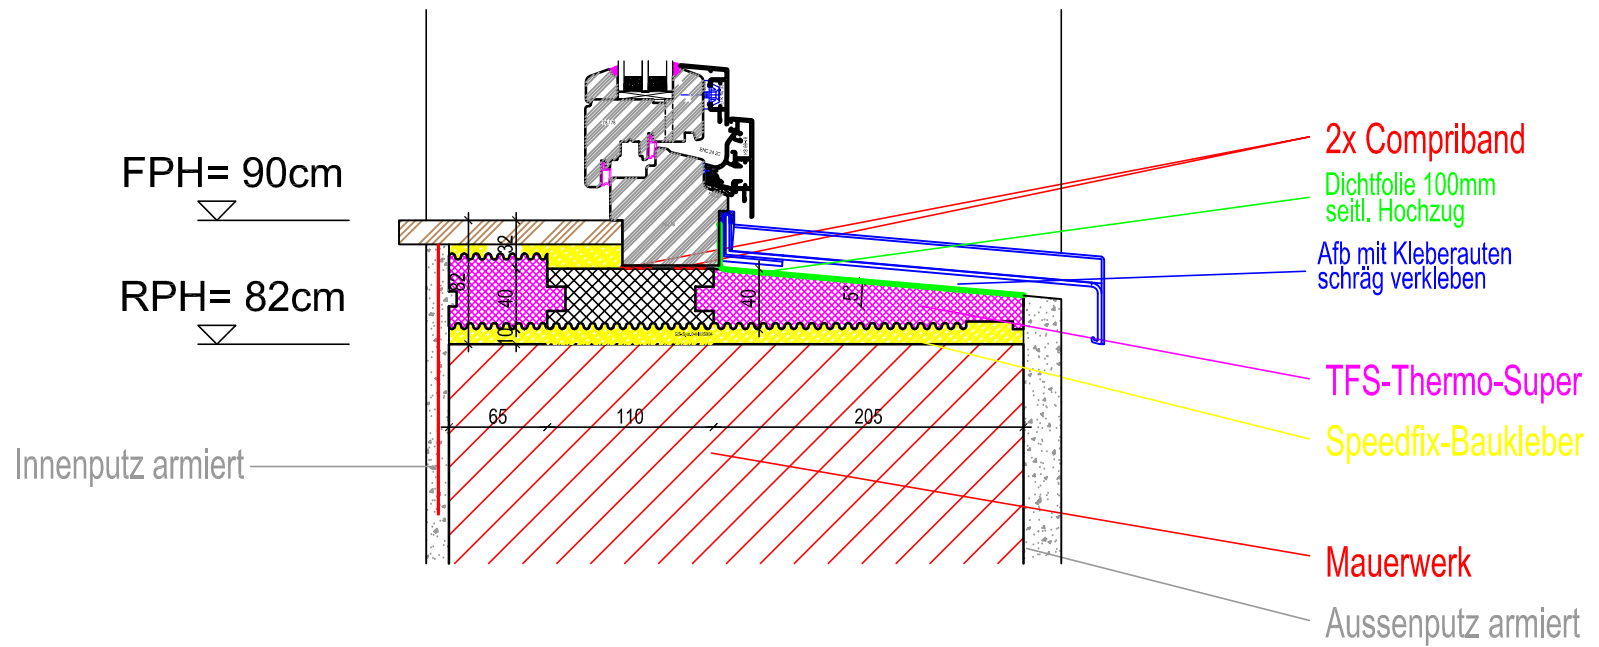 FPH= 90cm
RPH= 82cm
Innenputz armiert
32
82
40
10
40
5°
65
110
205
2x Compriband
Dichtfolie 100mm
seitl. Hochzug
Afb mit Kleberauten
schräg verkleben
TFS-Thermo-Super
Speedfix-Baukleber
Mauerwerk
Aussenputz armiert